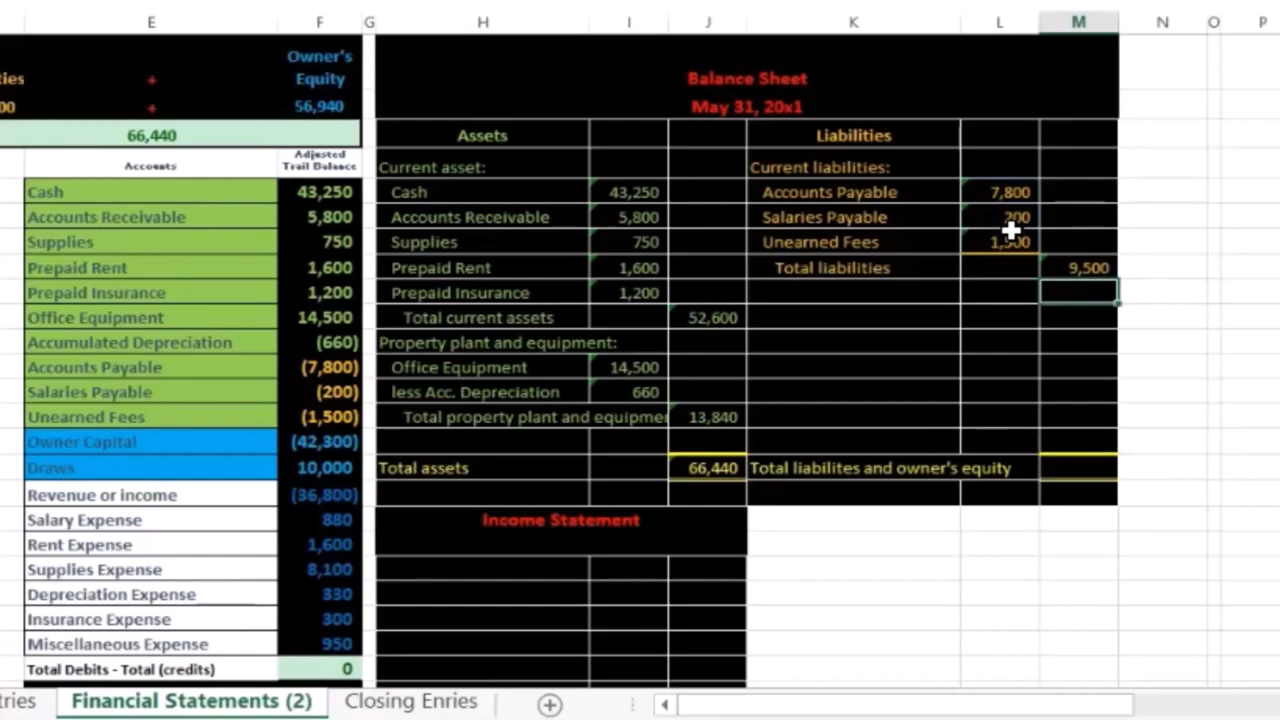 E F G H I J K L M N O P
Owner's
ties + Equity
00 + 56,940
66,440
Balance Sheet
May 31, 20x1
Accounts Adjusted Trail Balance
Cash 43,250
Accounts Receivable 5,800
Supplies 750
Prepaid Rent 1,600
Prepaid Insurance 1,200
Office Equipment 14,500
Accumulated Depreciation (660)
Accounts Payable (7,800)
Salaries Payable (200)
Unearned Fees (1,500)
Owner Capital (42,300)
Draws 10,000
Revenue or income (36,800)
Salary Expense 880
Rent Expense 1,600
Supplies Expense 8,100
Depreciation Expense 330
Insurance Expense 300
Miscellaneous Expense 950
Total Debits - Total (credits) 0
Assets
Current asset:
Cash 43,250
Accounts Receivable 5,800
Supplies 750
Prepaid Rent 1,600
Prepaid Insurance 1,200
Total current assets 52,600
Property plant and equipment:
Office Equipment 14,500
less Acc. Depreciation 660
Total property plant and equipmer 13,840
Total assets 66,440
Liabilities
Current liabilities:
Accounts Payable 7,800
Salaries Payable 200
Unearned Fees 1,500
Total liabilities 9,500
Total liabilites and owner's equity
Income Statement
tries Financial Statements (2) Closing Enries